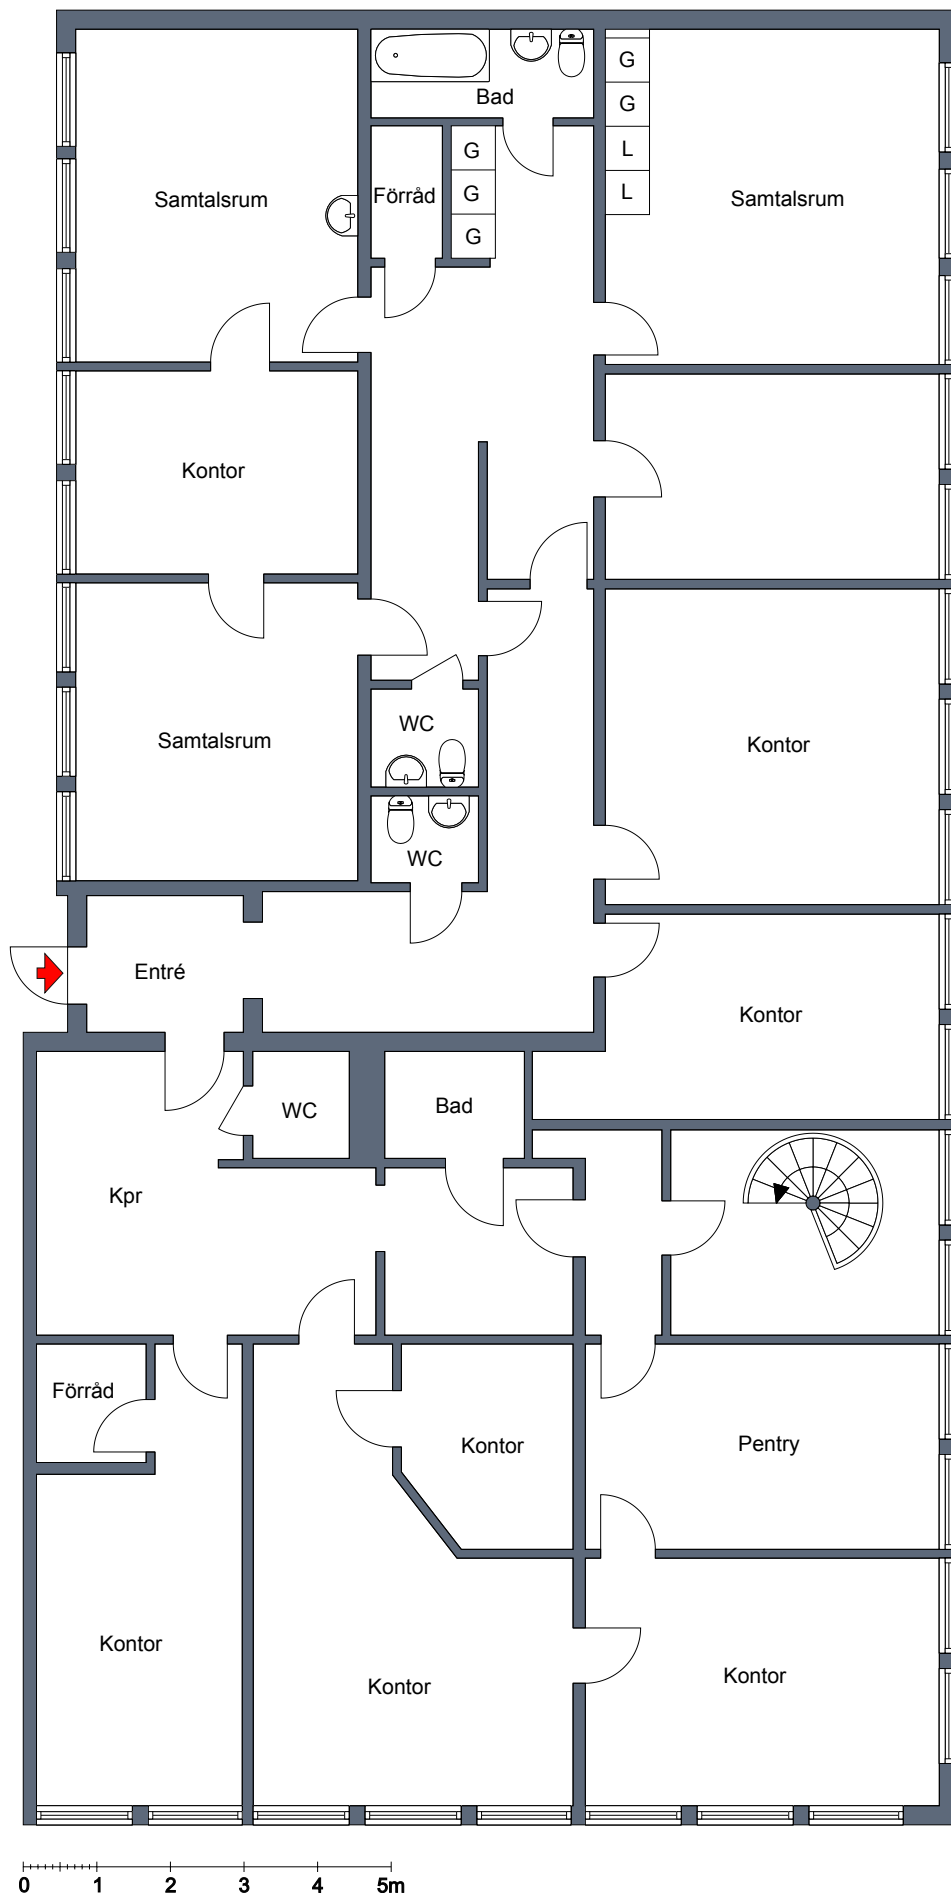 Bad
G
G
L
L
G
G
G
Förråd
Samtalsrum
Samtalsrum
Kontor
WC
Samtalsrum
Kontor
WC
Entré
Kontor
WC
Bad
Kpr
Förråd
Kontor
Pentry
Kontor
Kontor
Kontor
0 1 2 3 4 5m